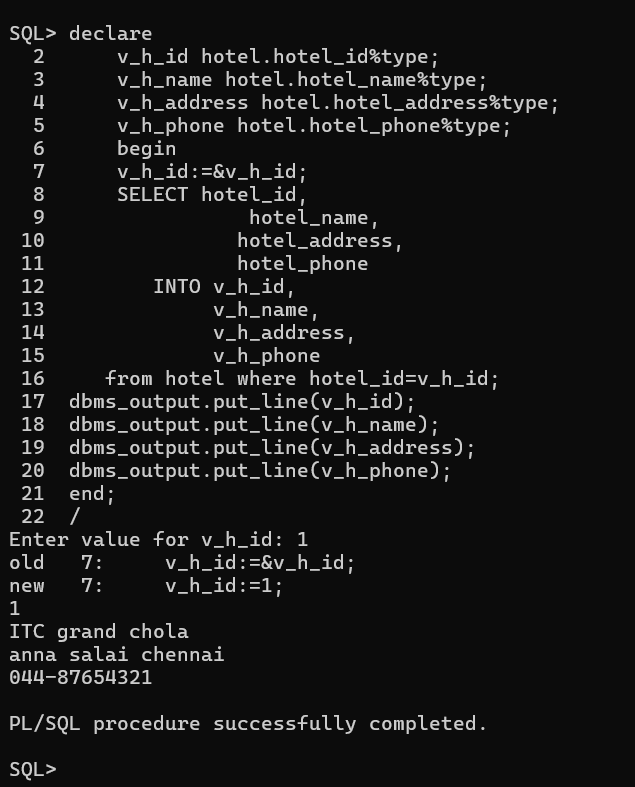 SQL> declare
  2      v_h_id hotel.hotel_id%type;
  3      v_h_name hotel.hotel_name%type;
  4      v_h_address hotel.hotel_address%type;
  5      v_h_phone hotel.hotel_phone%type;
  6      begin
  7      v_h_id:=&v_h_id;
  8      SELECT hotel_id,
  9                 hotel_name,
 10                hotel_address,
 11                hotel_phone
 12         INTO v_h_id,
 13              v_h_name,
 14              v_h_address,
 15              v_h_phone
 16     from hotel where hotel_id=v_h_id;
 17  dbms_output.put_line(v_h_id);
 18  dbms_output.put_line(v_h_name);
 19  dbms_output.put_line(v_h_address);
 20  dbms_output.put_line(v_h_phone);
 21  end;
 22  /
Enter value for v_h_id: 1
old   7:     v_h_id:=&v_h_id;
new   7:     v_h_id:=1;
1
ITC grand chola
anna salai chennai
044-87654321
PL/SQL procedure successfully completed.
SQL>